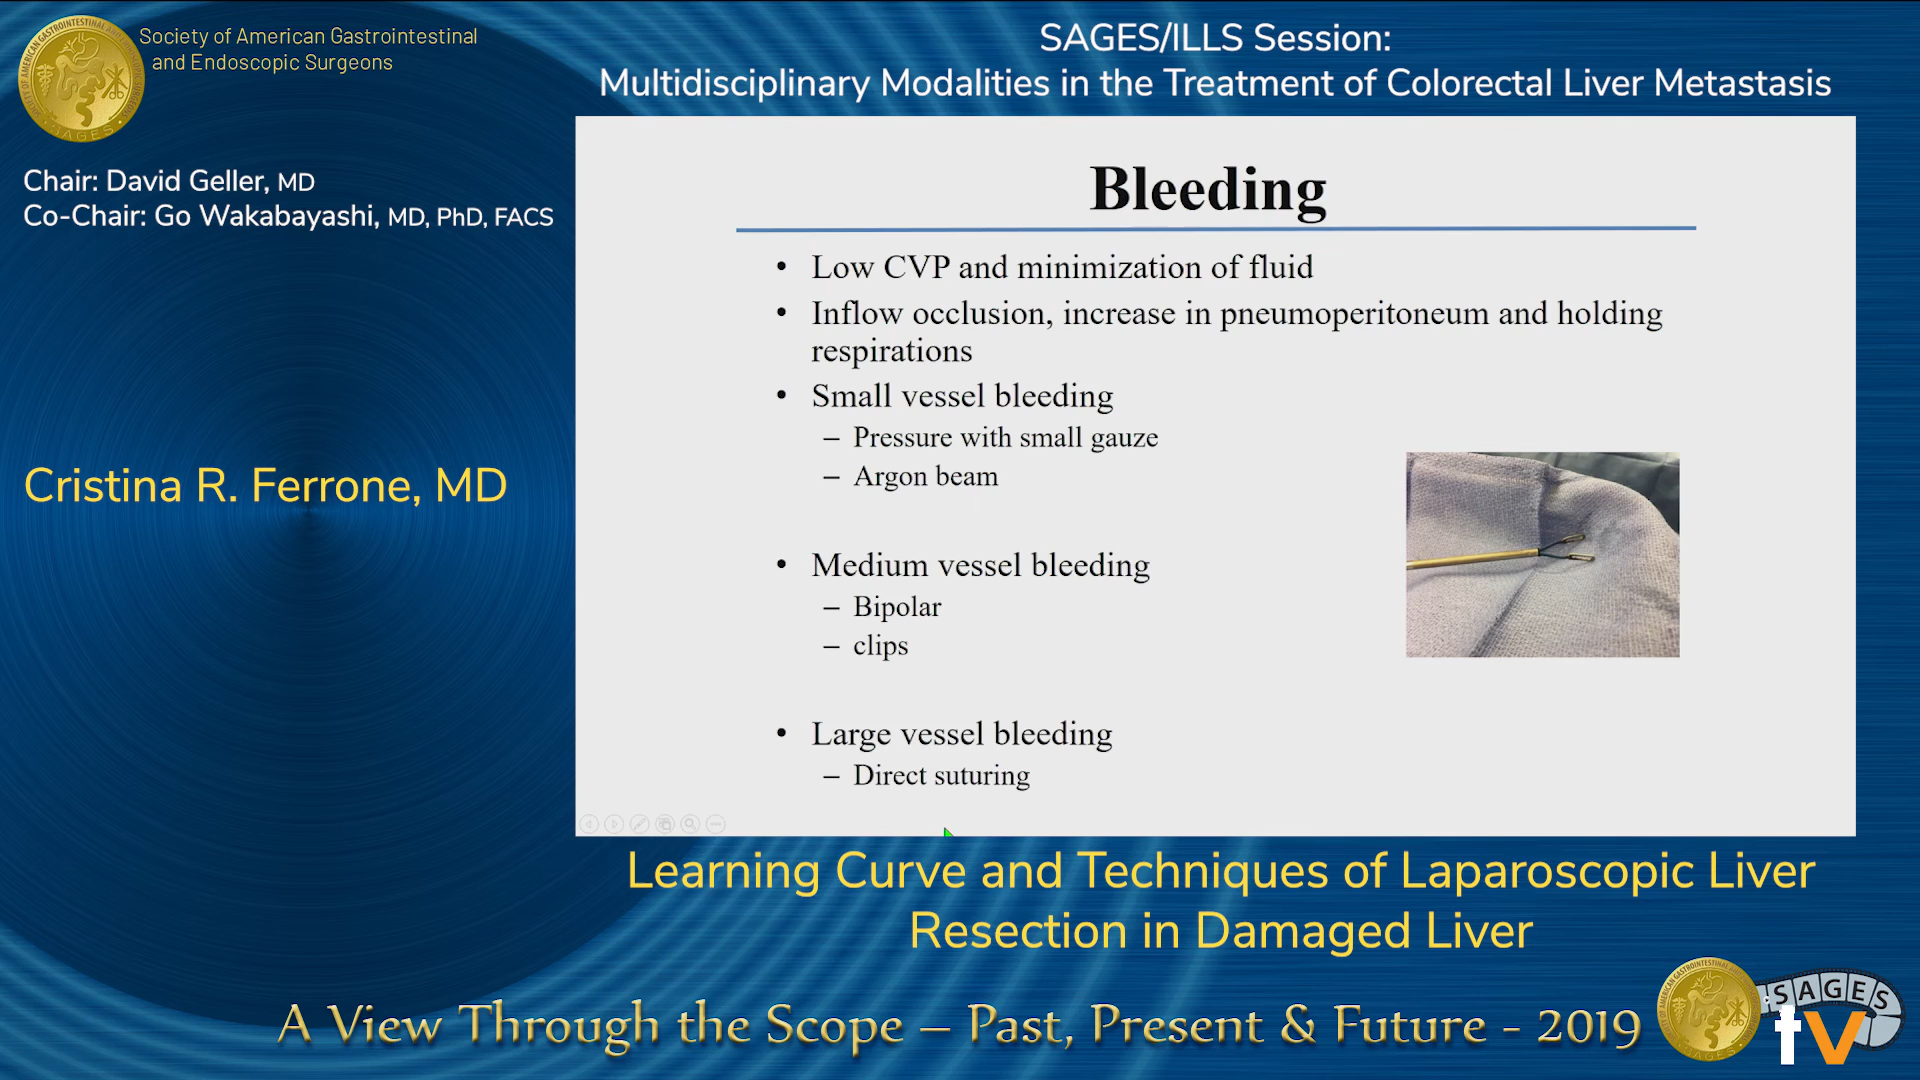 Society of American Gastrointestinal
and Endoscopic Surgeons
SAGES/ILLS Session:
Multidisciplinary Modalities in the Treatment of Colorectal Liver Metastasis
SAGES
Chair: David Geller, MD
Co-Chair: Go Wakabayashi, MD, PhD, FACS
Cristina R. Ferrone, MD
Bleeding
• Low CVP and minimization of fluid
• Inflow occlusion, increase in pneumoperitoneum and holding
respirations
• Small vessel bleeding
– Pressure with small gauze
– Argon beam
• Medium vessel bleeding
– Bipolar
– clips
• Large vessel bleeding
– Direct suturing
Learning Curve and Techniques of Laparoscopic Liver
Resection in Damaged Liver
A View Through the Scope – Past, Present & Future - 2019
SAGES
tv